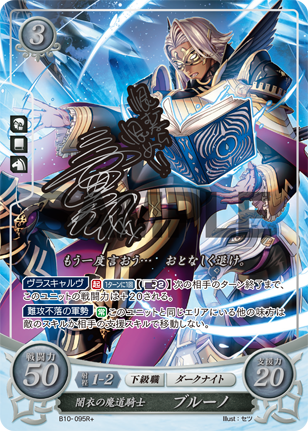 3
もう一度言おう…おとなしく退け。
ヴラスキャルヴ 起 1ターンに1回 【2】次の相手のターン終了まで、
このユニットの戦闘力は＋20される。
難攻不落の軍勢 常 このユニットと同じエリアにいる他の味方は
敵のスキルか相手の支援スキルで移動しない。
戦闘力 50
射程 1-2 下級職 ダークナイト
支援力 20
闇衣の魔道騎士 ブルーノ
B10-095R+ Illust:セツ